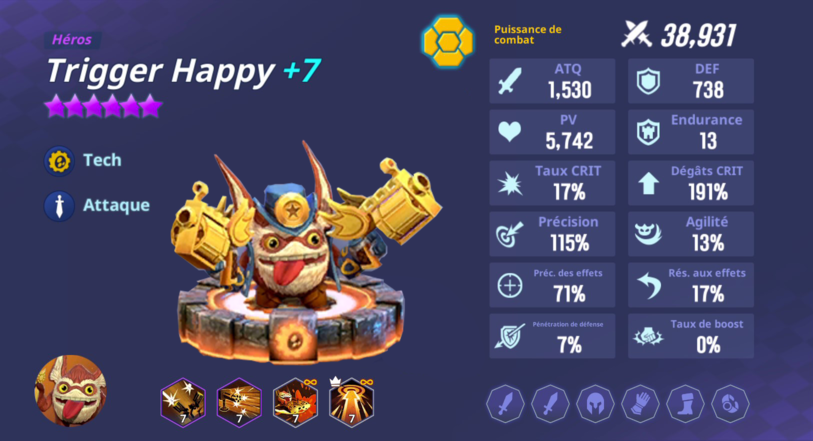 Héros
Trigger Happy +7
Tech
Attaque
7
7
7
7
Puissance de
combat
38,931
ATQ
1,530
DEF
738
PV
5,742
Endurance
13
Taux CRIT
17%
Dégâts CRIT
191%
Précision
115%
Agilité
13%
Préc. des effets
71%
Rés. aux effets
17%
Pénétration de défense
7%
Taux de boost
0%